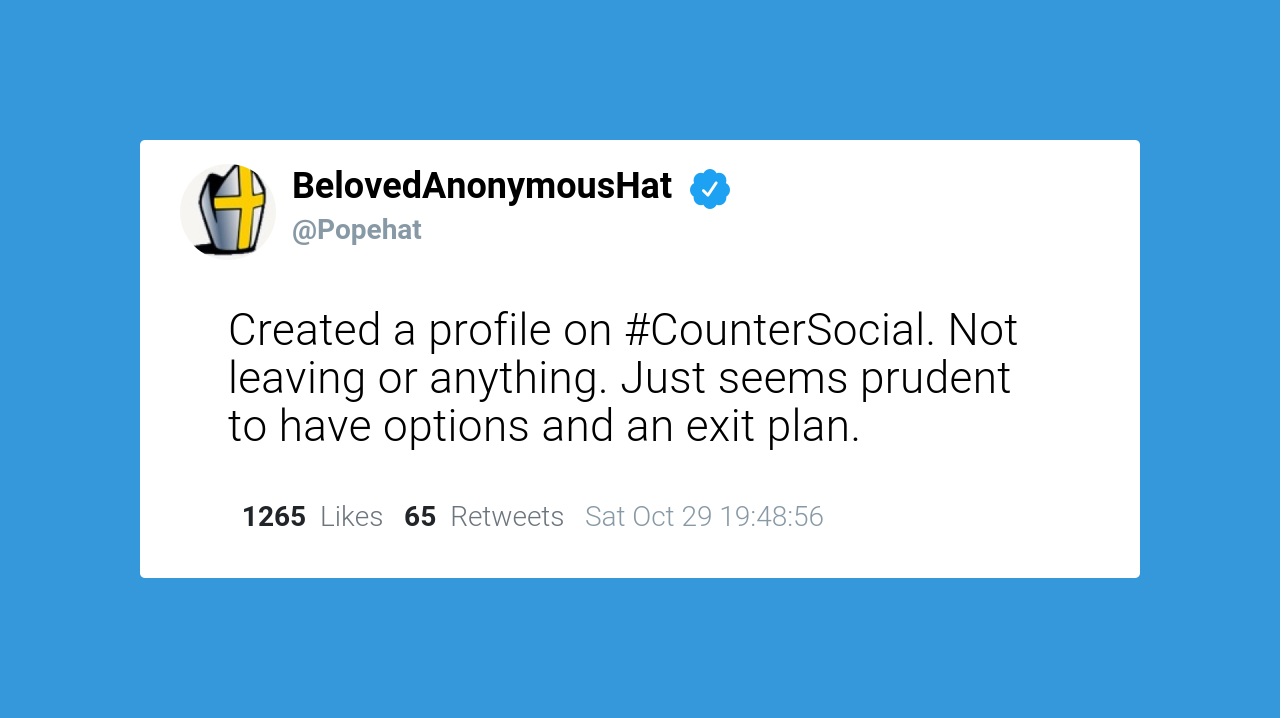 BelovedAnonymousHat
@Popehat
Created a profile on #CounterSocial. Not
leaving or anything. Just seems prudent
to have options and an exit plan.
1265 Likes 65 Retweets Sat Oct 29 19:48:56